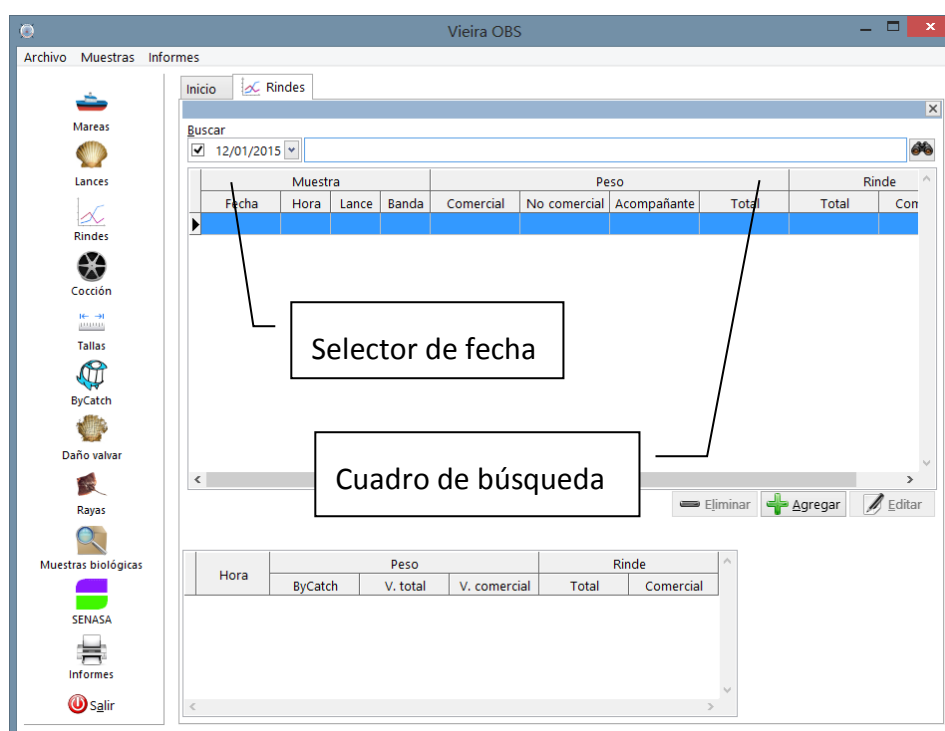 Vieira OBS
Archivo Muestras Informes
Mareas
Lances
Rindes
Cocción
Tallas
ByCatch
Daño valvar
Rayas
Muestras biológicas
SENASA
Informes
Salir
Inicio Rindes
Buscar
12/01/2015
Muestra Peso Rinde
Fecha Hora Lance Banda Comercial No comercial Acompañante Total Total Com
Selector de fecha
Cuadro de búsqueda
Eliminar Agregar Editar
Hora Peso Rinde
ByCatch V. total V. comercial Total Comercial